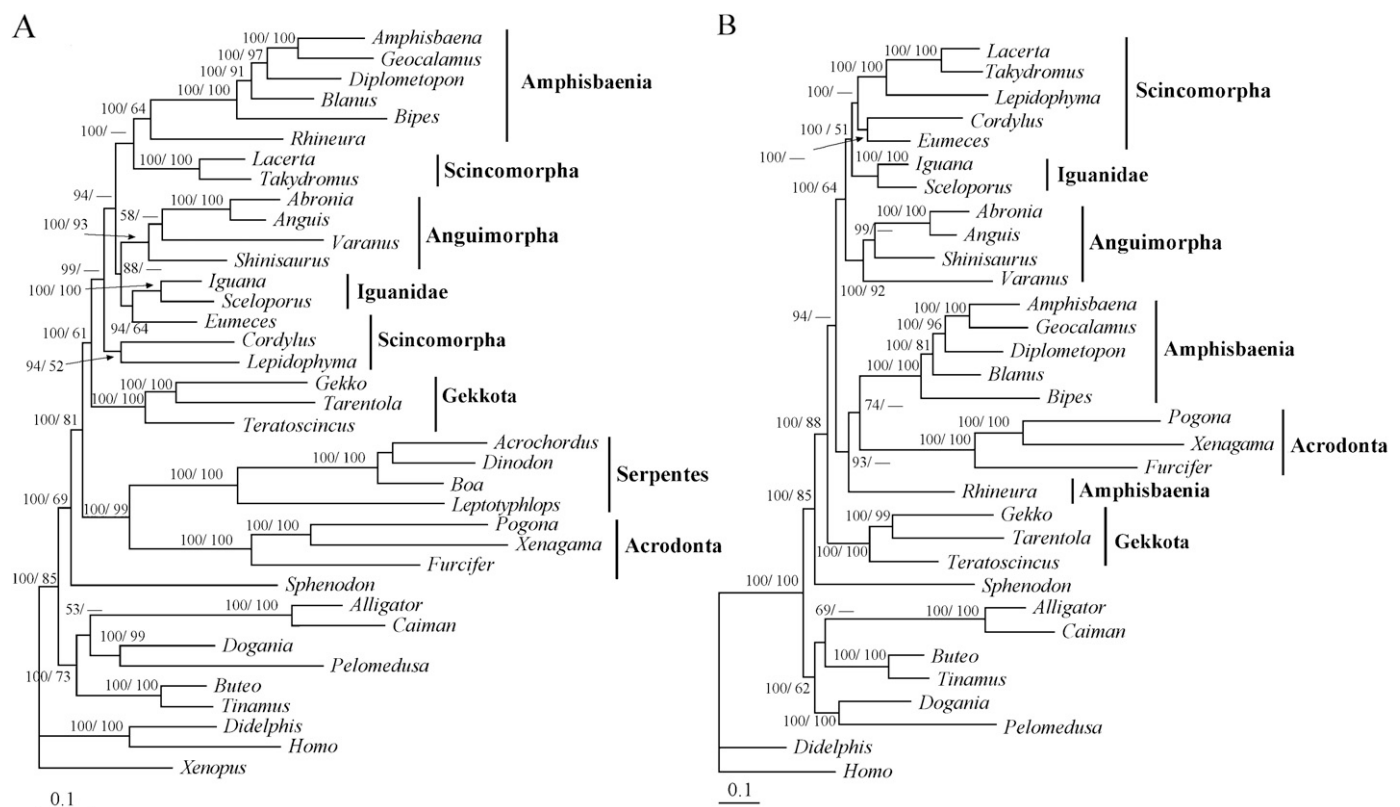 A
100/ 100
Amphisbaena
100/ 97
Geocalamus
100/ 91
Diplometopon
100/ 100
Blanus
Amphisbaenia
100/ 64
Bipes
100/ —
Rhineura
100/ 100
Lacerta
Takydromus
Scincomorpha
94/ —
100/ 100
Abronia
58/ —
Anguis
100/ 93
Varanus
Anguimorpha
Shinisaurus
99/ —
88/ —
Iguana
100/ 100
Sceloporus
Iguanidae
94/ 64
Eumeces
100/ 61
Cordylus
Scincomorpha
94/ 52
Lepidophyma
100/ 100
Gekko
100/ 100
Tarentola
Gekkota
Teratoscincus
100/ 81
Acrochordus
100/ 100
Dinodon
100/ 100
Boa
Serpentes
Leptotyphlops
100/ 69
100/ 99
100/ 100
Pogona
100/ 100
Xenagama
Acrodonta
Furcifer
100/ 85
Sphenodon
53/ —
100/ 100
Alligator
Caiman
100/ 99
Dogania
Pelomedusa
100/ 73
100/ 100
Buteo
Tinamus
100/ 100
Didelphis
Homo
Xenopus
0.1
B
100/ 100
Lacerta
100/ 100
Takydromus
100/ —
Lepidophyma
Scincomorpha
100/ 51
Cordylus
Eumeces
100/ —
100/ 100
Iguana
Sceloporus
Iguanidae
100/ 64
100/ 100
Abronia
99/ —
Anguis
Anguimorpha
Shinisaurus
Varanus
100/ 92
94/ —
100/ 100
Amphisbaena
100/ 96
Geocalamus
100/ 81
Diplometopon
Amphisbaenia
100/ 100
Blanus
Bipes
74/ —
100/ 88
100/ 100
Pogona
100/ 100
Xenagama
Acrodonta
Furcifer
93/ —
Rhineura
Amphisbaenia
100/ 85
100/ 99
Gekko
Tarentola
Gekkota
100/ 100
Teratoscincus
100/ 100
Sphenodon
69/ —
100/ 100
Alligator
Caiman
100/ 100
Buteo
Tinamus
100/ 62
Dogania
100/ 100
Pelomedusa
Didelphis
Homo
0.1